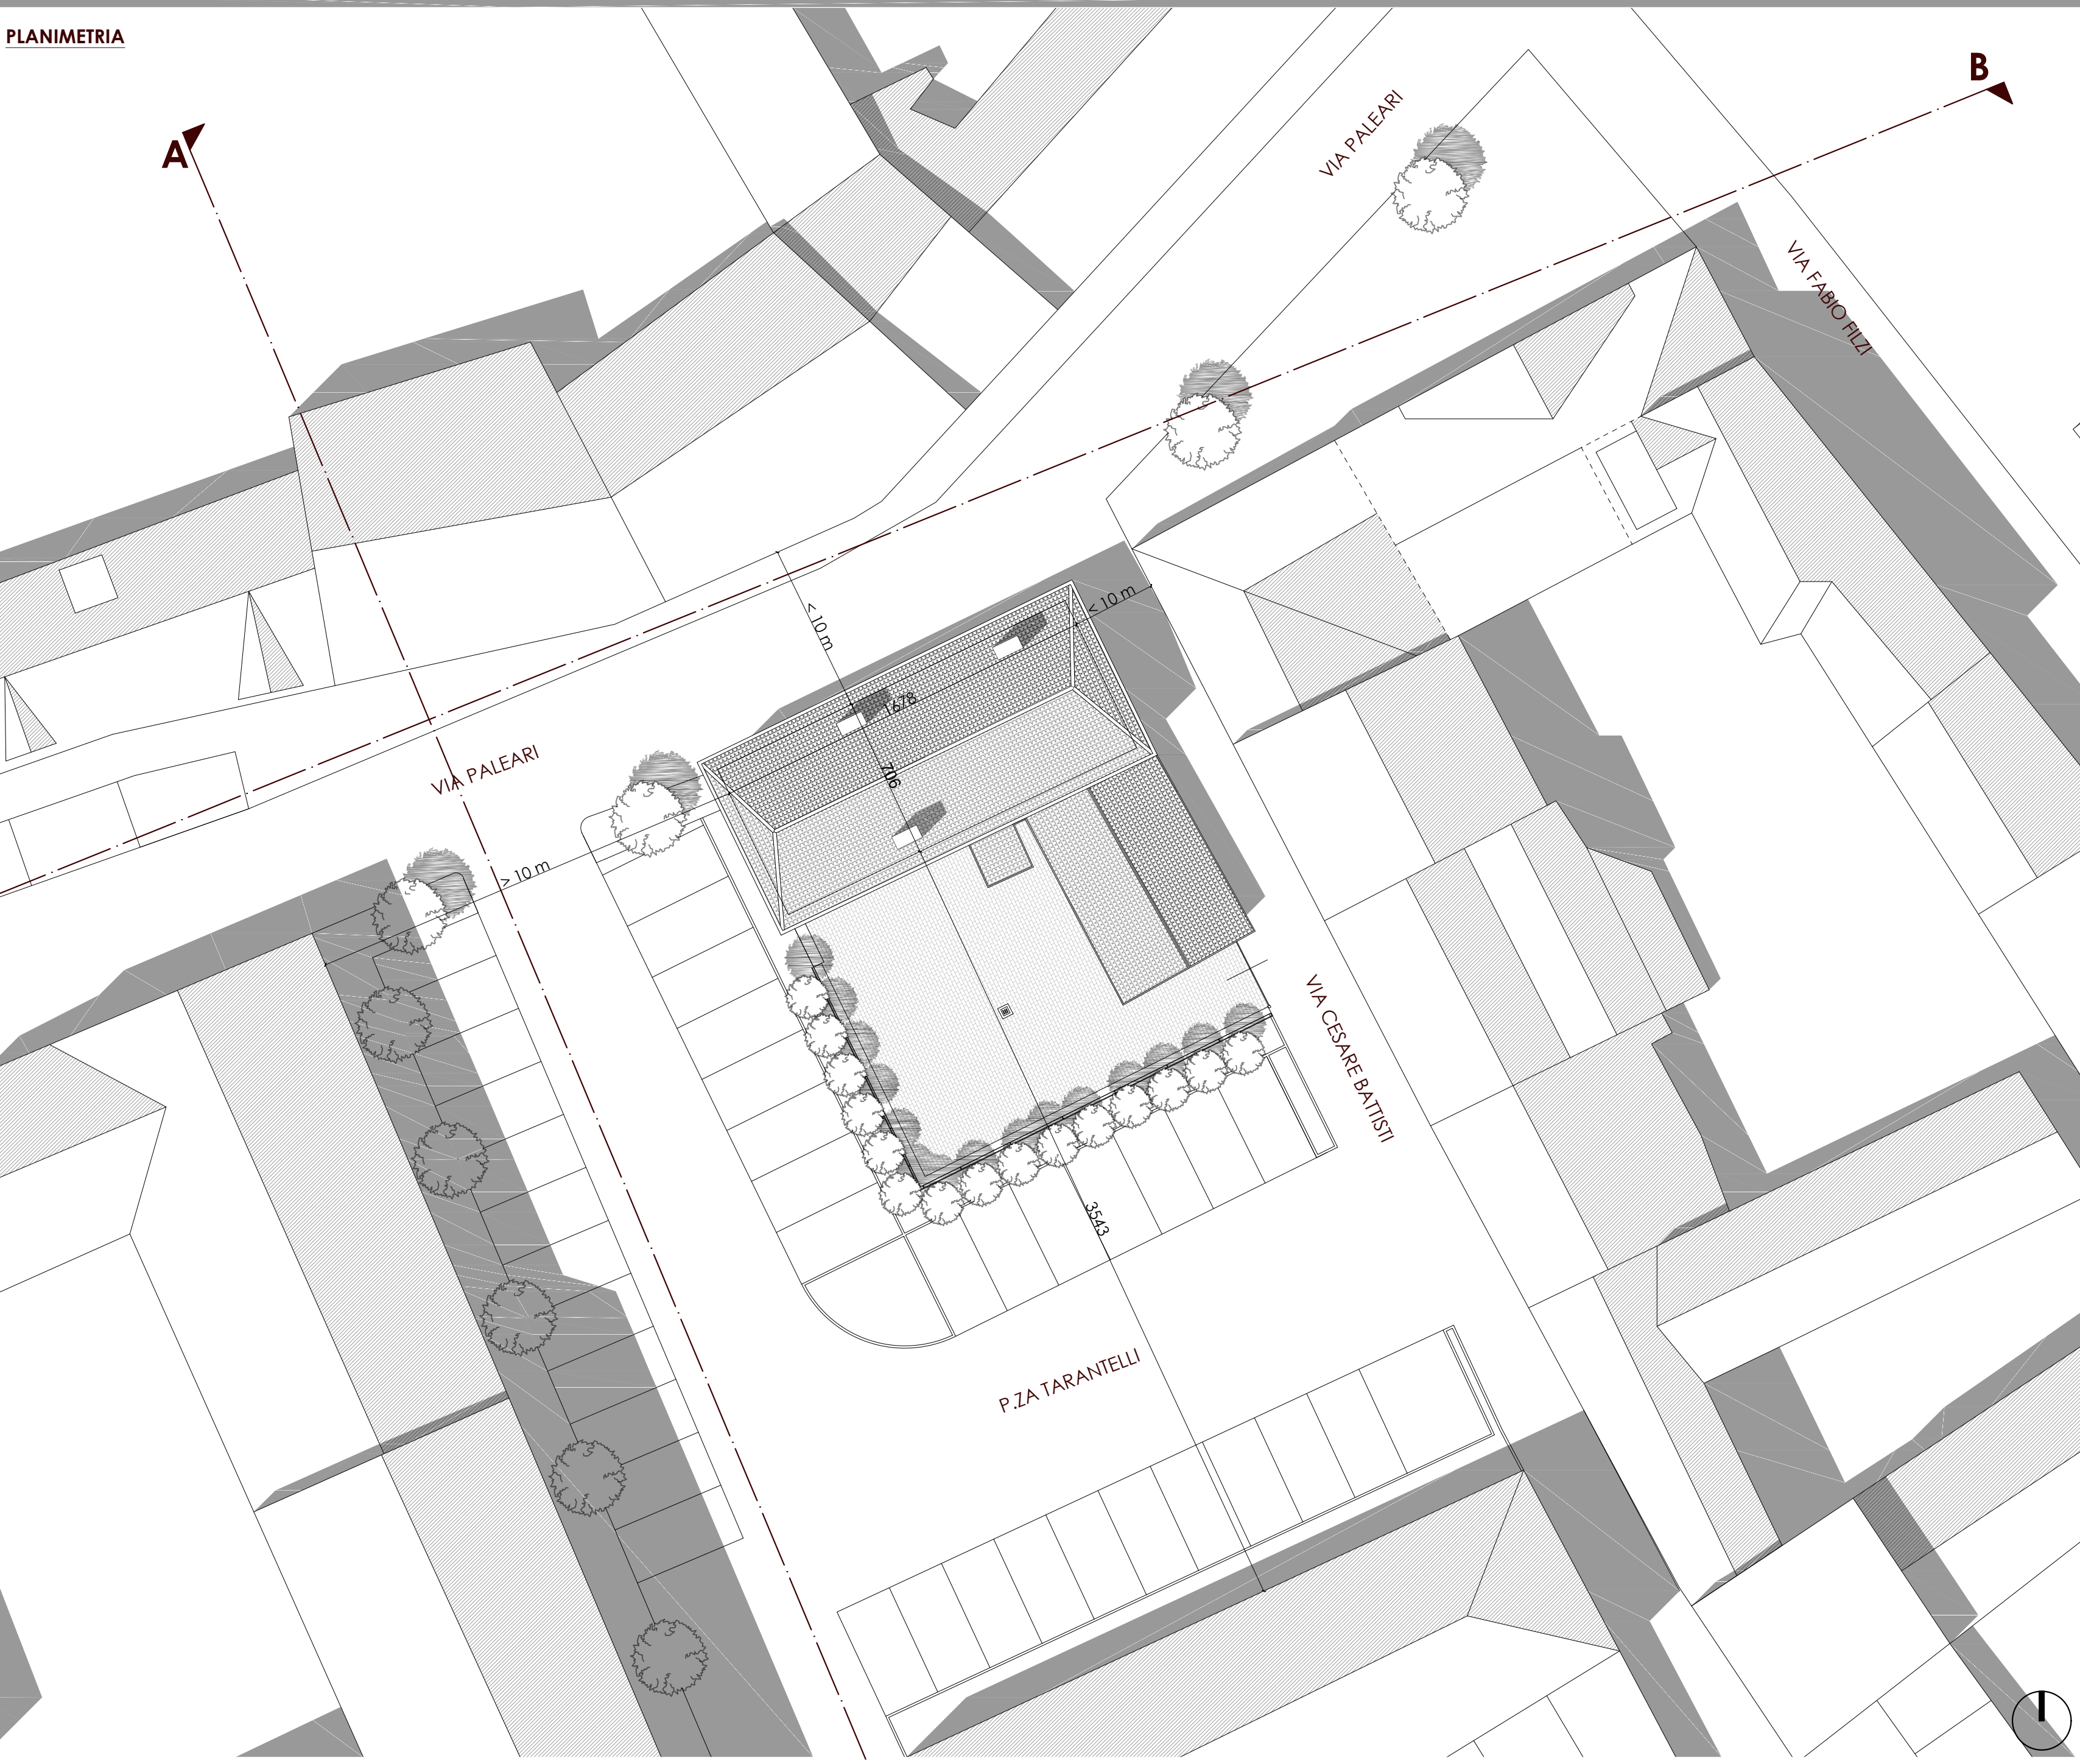 PLANIMETRIA
B
A
VIA PALEARI
VIA FABIO FILZI
< 10 m
< 10 m
1678
706
VIA PALEARI
> 10 m
VIA CESARE BATTISTI
3543
P.ZA TARANTELLI